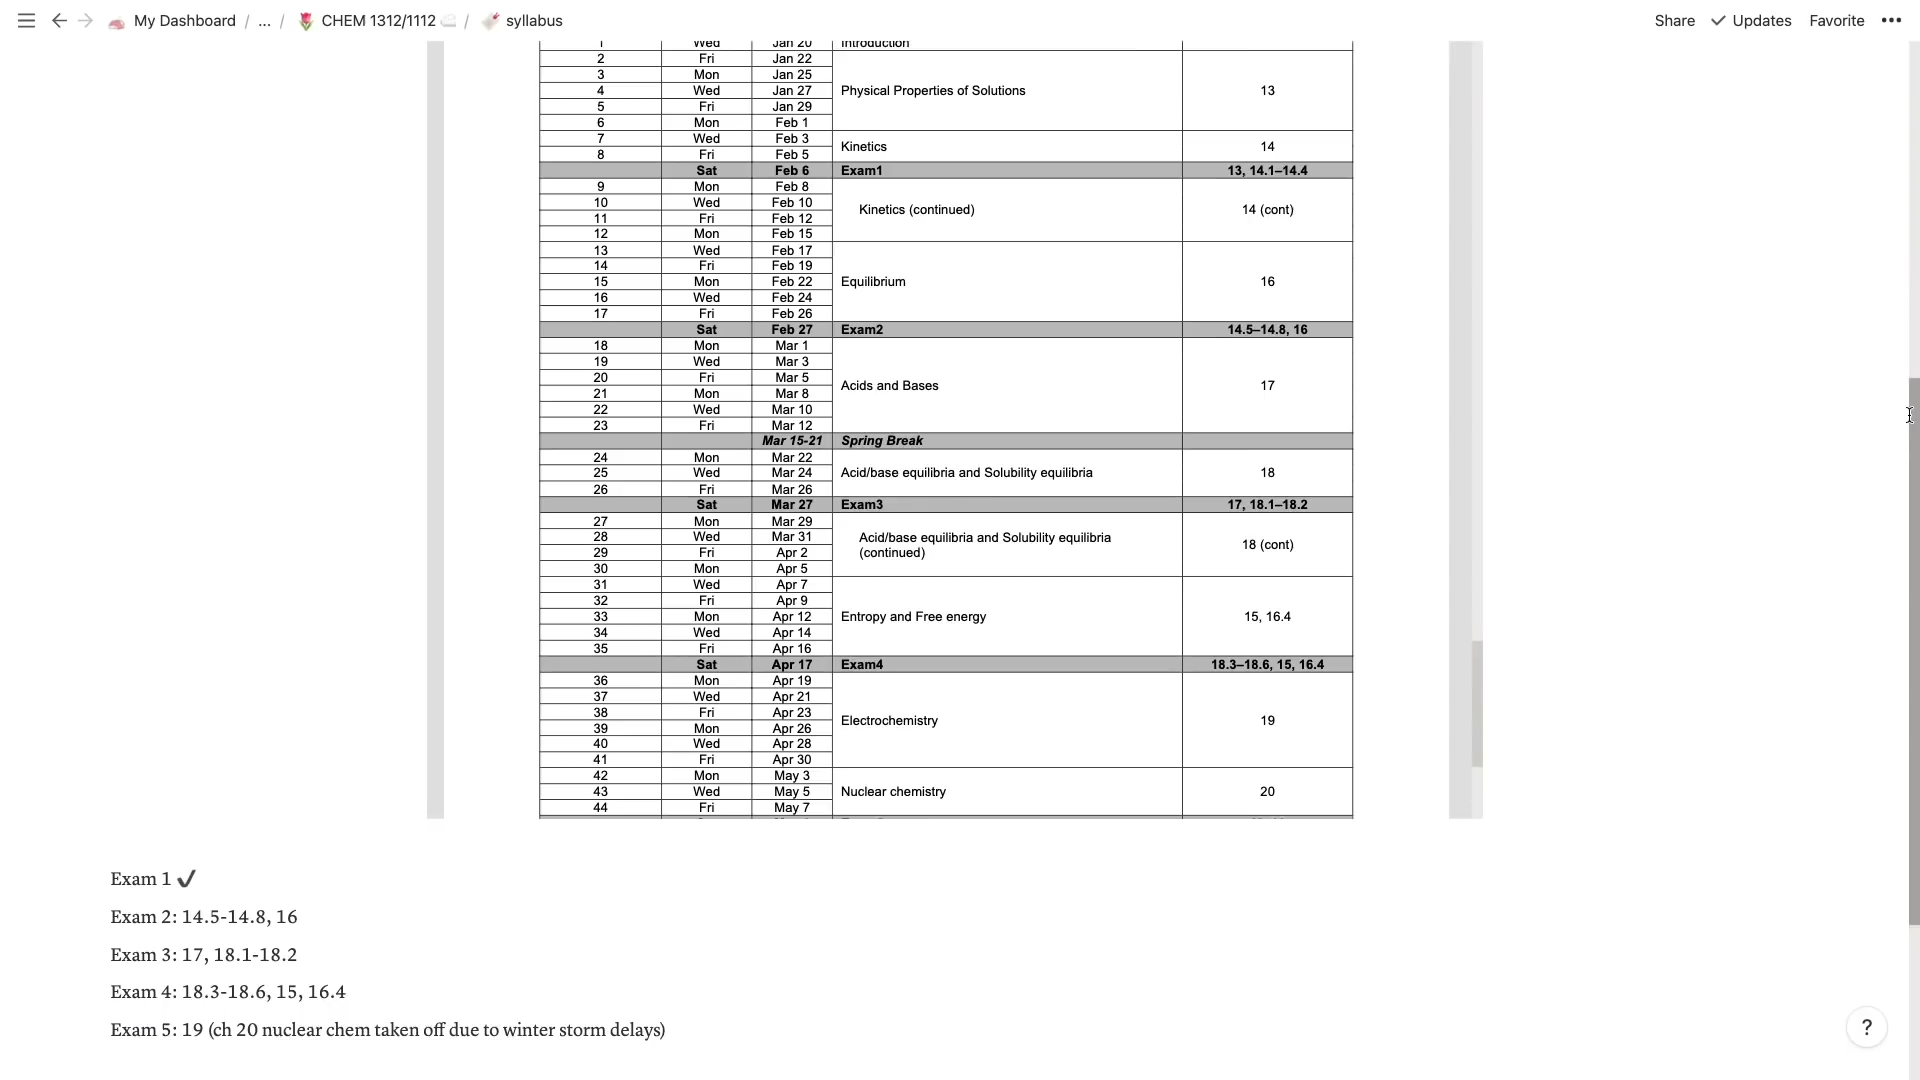 My Dashboard / ... / CHEM 1312/1112 / syllabus Share Updates Favorite
1 Wed Jan 20 Introduction
2 Fri Jan 22
3 Mon Jan 25
4 Wed Jan 27 Physical Properties of Solutions 13
5 Fri Jan 29
6 Mon Feb 1
7 Wed Feb 3
Kinetics 14
8 Fri Feb 5
Sat Feb 6 Exam1 13, 14.1–14.4
9 Mon Feb 8
10 Wed Feb 10
Kinetics (continued) 14 (cont)
11 Fri Feb 12
12 Mon Feb 15
13 Wed Feb 17
14 Fri Feb 19
15 Mon Feb 22 Equilibrium 16
16 Wed Feb 24
17 Fri Feb 26
Sat Feb 27 Exam2 14.5–14.8, 16
18 Mon Mar 1
19 Wed Mar 3
20 Fri Mar 5
Acids and Bases 17
21 Mon Mar 8
22 Wed Mar 10
23 Fri Mar 12
Mar 15-21 Spring Break
24 Mon Mar 22
25 Wed Mar 24 Acid/base equilibria and Solubility equilibria 18
26 Fri Mar 26
Sat Mar 27 Exam3 17, 18.1–18.2
27 Mon Mar 29
28 Wed Mar 31 Acid/base equilibria and Solubility equilibria
18 (cont)
29 Fri Apr 2 (continued)
30 Mon Apr 5
31 Wed Apr 7
32 Fri Apr 9
33 Mon Apr 12 Entropy and Free energy 15, 16.4
34 Wed Apr 14
35 Fri Apr 16
Sat Apr 17 Exam4 18.3–18.6, 15, 16.4
36 Mon Apr 19
37 Wed Apr 21
38 Fri Apr 23
Electrochemistry 19
39 Mon Apr 26
40 Wed Apr 28
41 Fri Apr 30
42 Mon May 3
43 Wed May 5 Nuclear chemistry 20
44 Fri May 7
Exam 1 ✔
Exam 2: 14.5-14.8, 16
Exam 3: 17, 18.1-18.2
Exam 4: 18.3-18.6, 15, 16.4
Exam 5: 19 (ch 20 nuclear chem taken off due to winter storm delays)
?